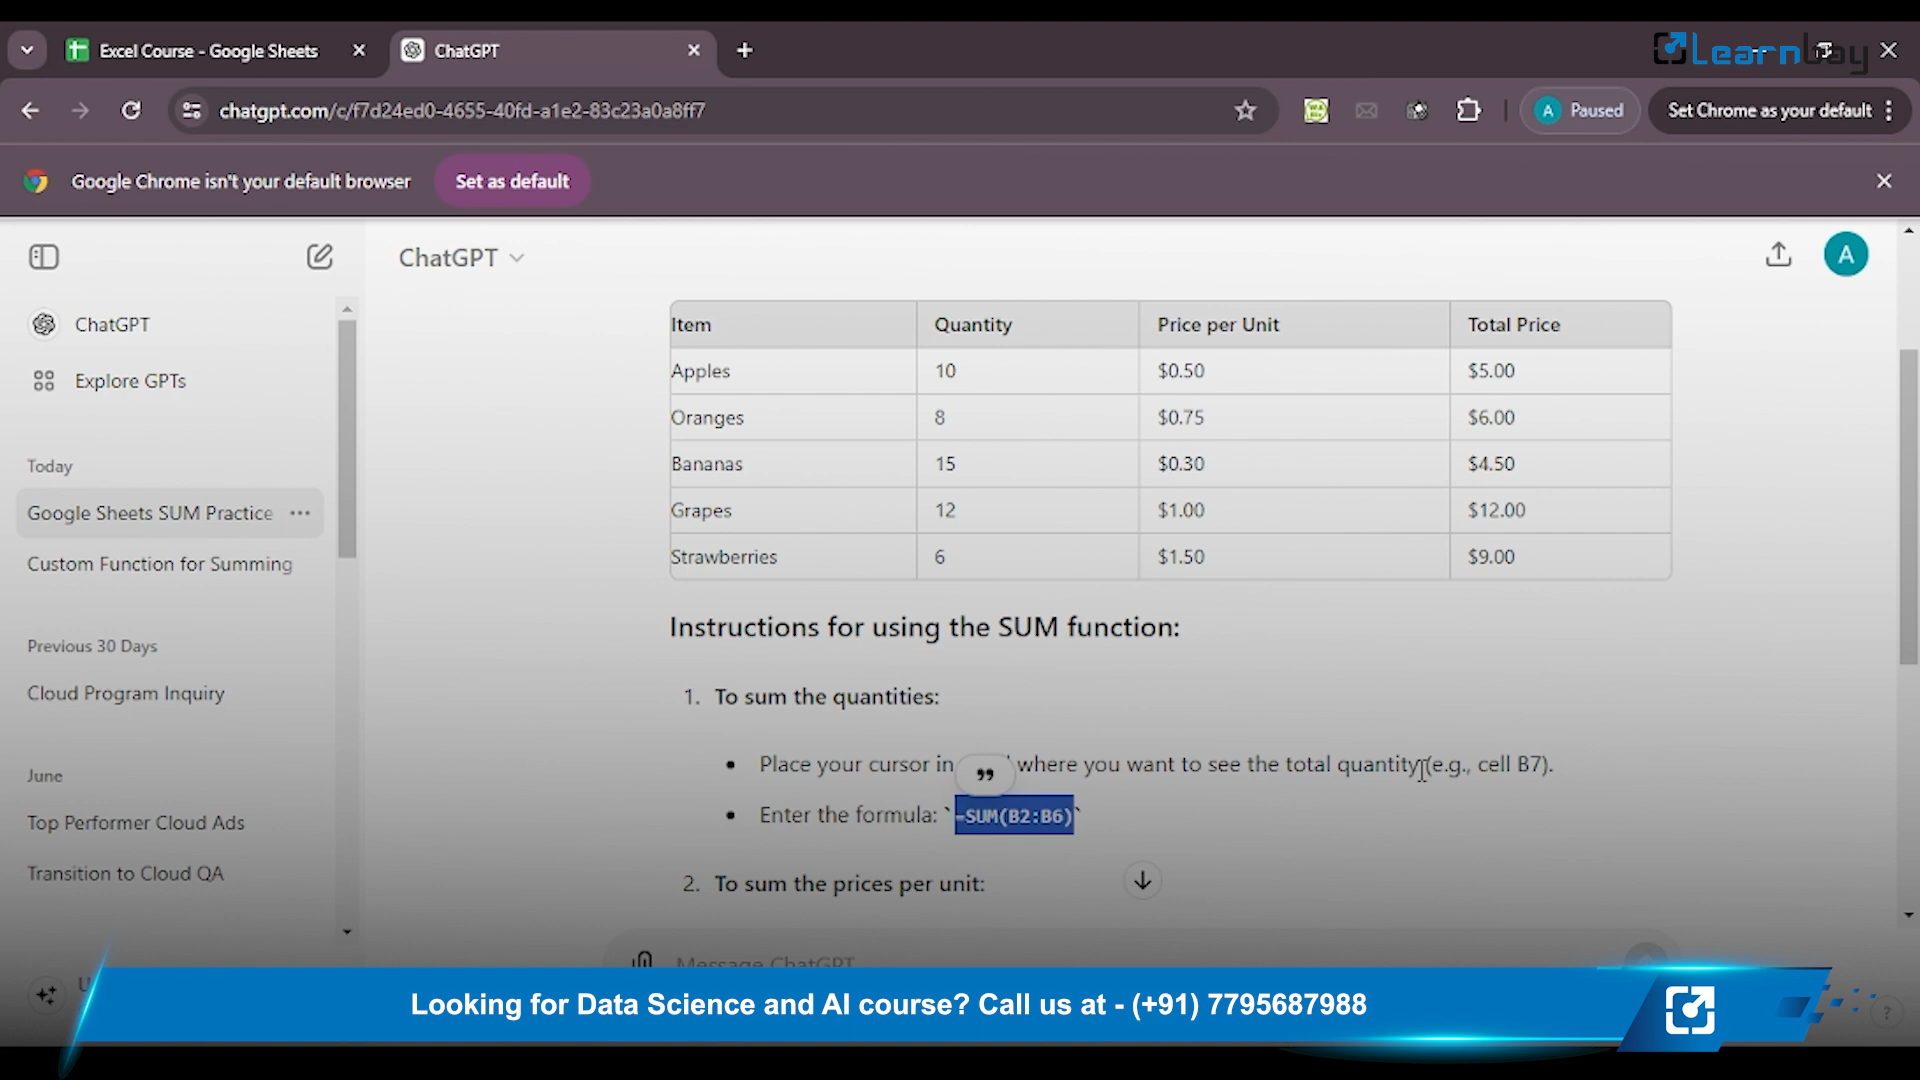 Excel Course - Google Sheets
ChatGPT
Learnbay
chatgpt.com/c/f7d24ed0-4655-40fd-a1e2-83c23a0a8ff7
A
Paused
Set Chrome as your default
Google Chrome isn't your default browser
Set as default
ChatGPT
A
ChatGPT
Explore GPTs
Today
Google Sheets SUM Practice
Custom Function for Summing
Previous 30 Days
Cloud Program Inquiry
June
Top Performer Cloud Ads
Transition to Cloud QA
Item Quantity Price per Unit Total Price
Apples 10 $0.50 $5.00
Oranges 8 $0.75 $6.00
Bananas 15 $0.30 $4.50
Grapes 12 $1.00 $12.00
Strawberries 6 $1.50 $9.00
Instructions for using the SUM function:
1. To sum the quantities:
• Place your cursor in where you want to see the total quantity (e.g., cell B7).
• Enter the formula: `=SUM(B2:B6)`
2. To sum the prices per unit:
Message ChatGPT
Looking for Data Science and AI course? Call us at - (+91) 7795687988